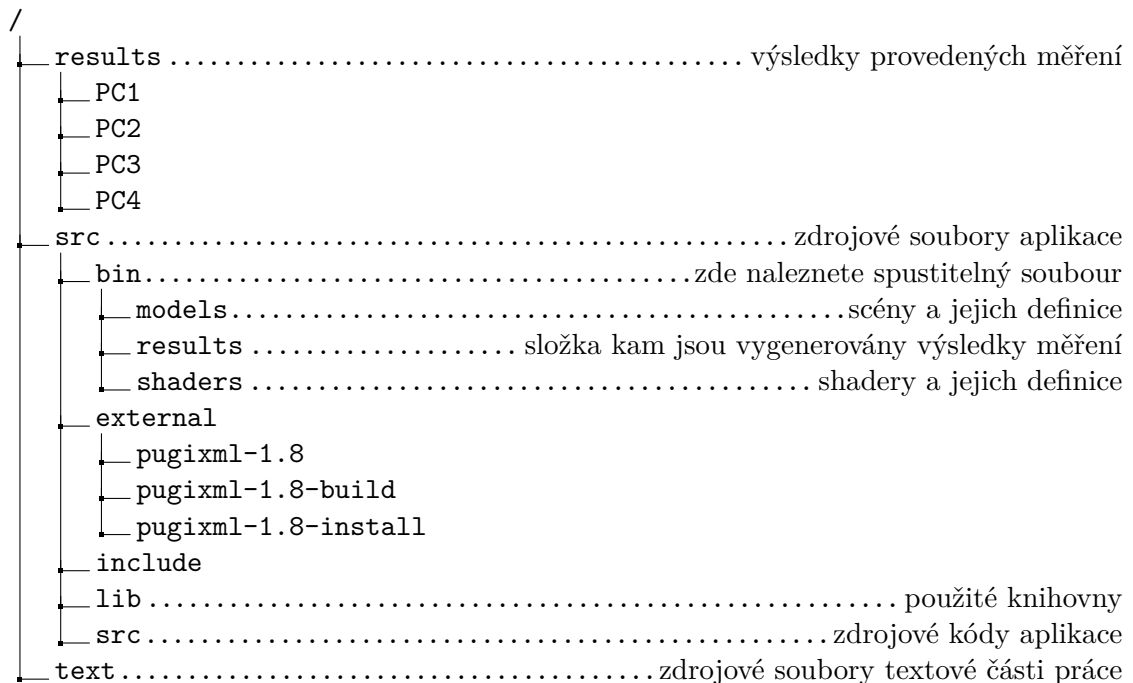 /
results ........................................... výsledky provedených měření
PC1
PC2
PC3
PC4
src ................................................... zdrojové soubory aplikace
bin ......................................... zde naleznete spustitelný soubour
models .............................................. scény a jejich definice
results .................... složka kam jsou vygenerovány výsledky měření
shaders .......................................... shadery a jejich definice
external
pugixml-1.8
pugixml-1.8-build
pugixml-1.8-install
include
lib ........................................................ použité knihovny
src ................................................... zdrojové kódy aplikace
text ........................................ zdrojové soubory textové části práce